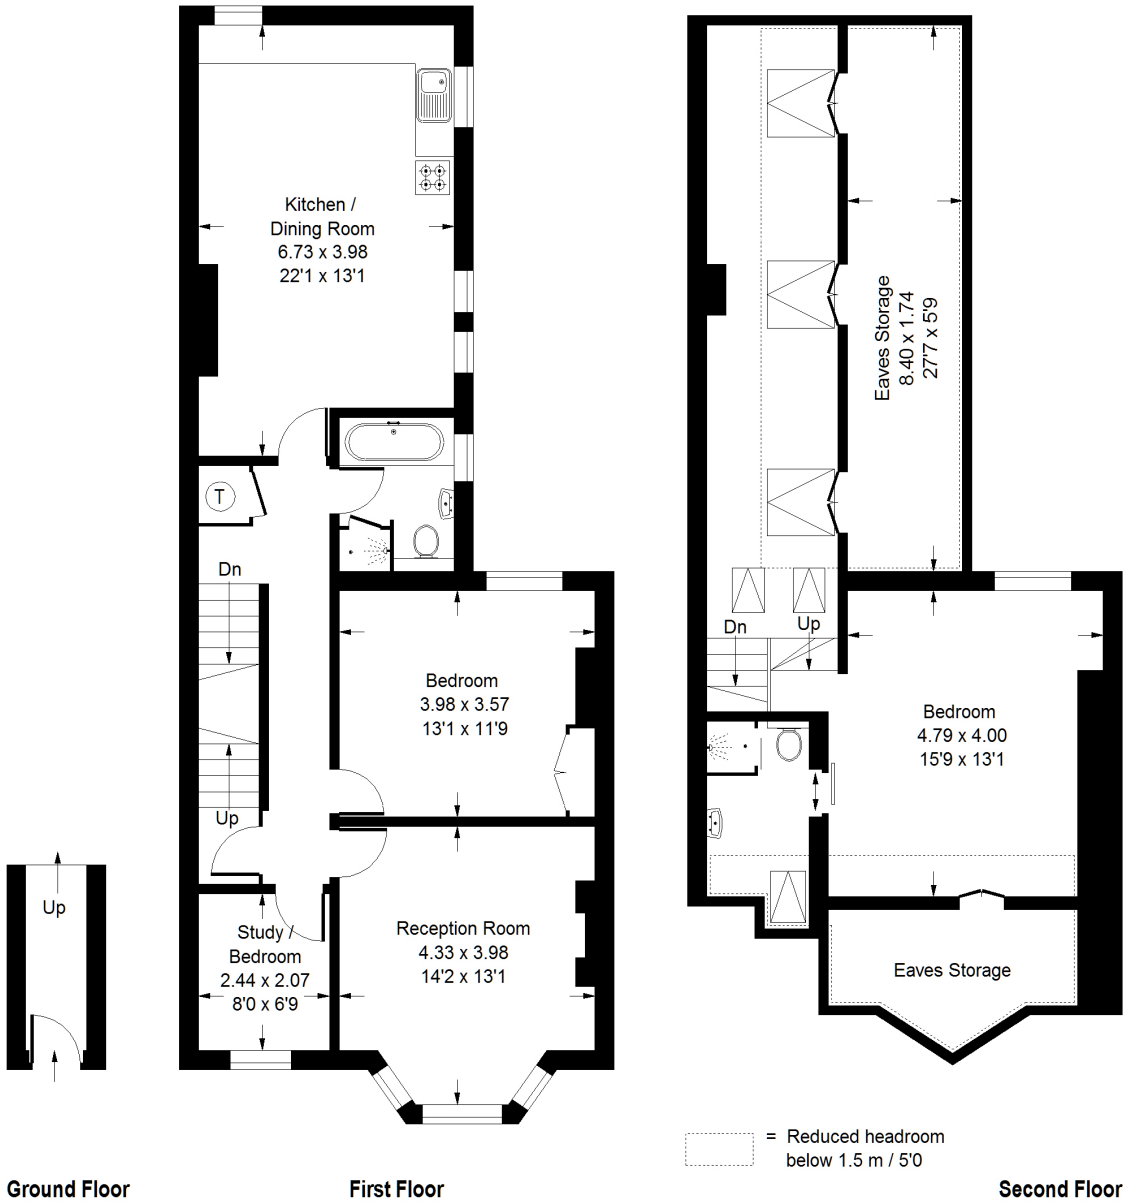 Kitchen /
Dining Room
6.73 x 3.98
22'1 x 13'1
T
Dn
Up
Bedroom
3.98 x 3.57
13'1 x 11'9
Reception Room
4.33 x 3.98
14'2 x 13'1
Study /
Bedroom
2.44 x 2.07
8'0 x 6'9
Up
Eaves Storage
8.40 x 1.74
27'7 x 5'9
Dn
Up
Bedroom
4.79 x 4.00
15'9 x 13'1
Eaves Storage
= Reduced headroom
below 1.5 m / 5'0
Ground Floor
First Floor
Second Floor